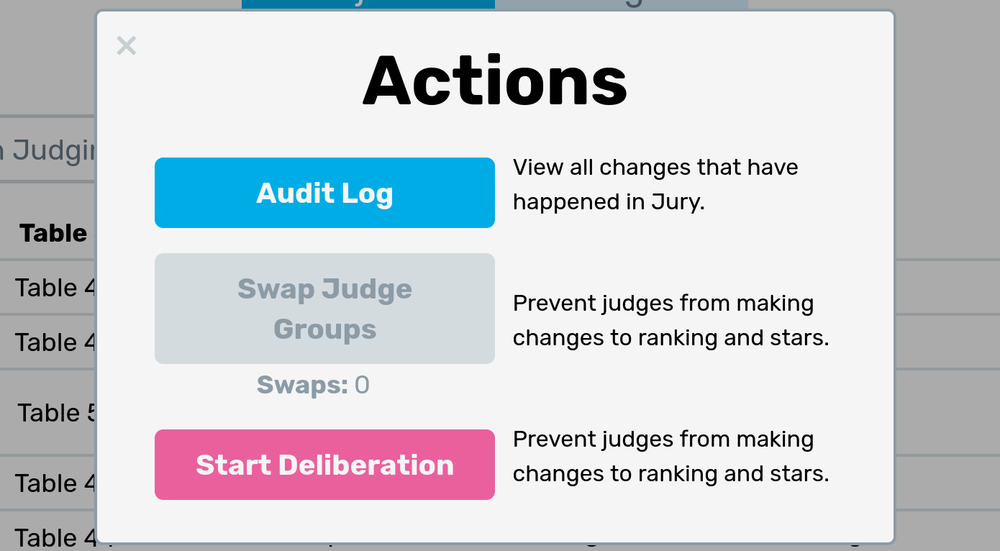 Actions
Audit Log
View all changes that have
happened in Jury.
Swap Judge
Groups
Prevent judges from making
changes to ranking and stars.
Swaps: 0
Start Deliberation
Prevent judges from making
changes to ranking and stars.
Table
Table 4
Table 4
Table 5
Table 4
Table 4